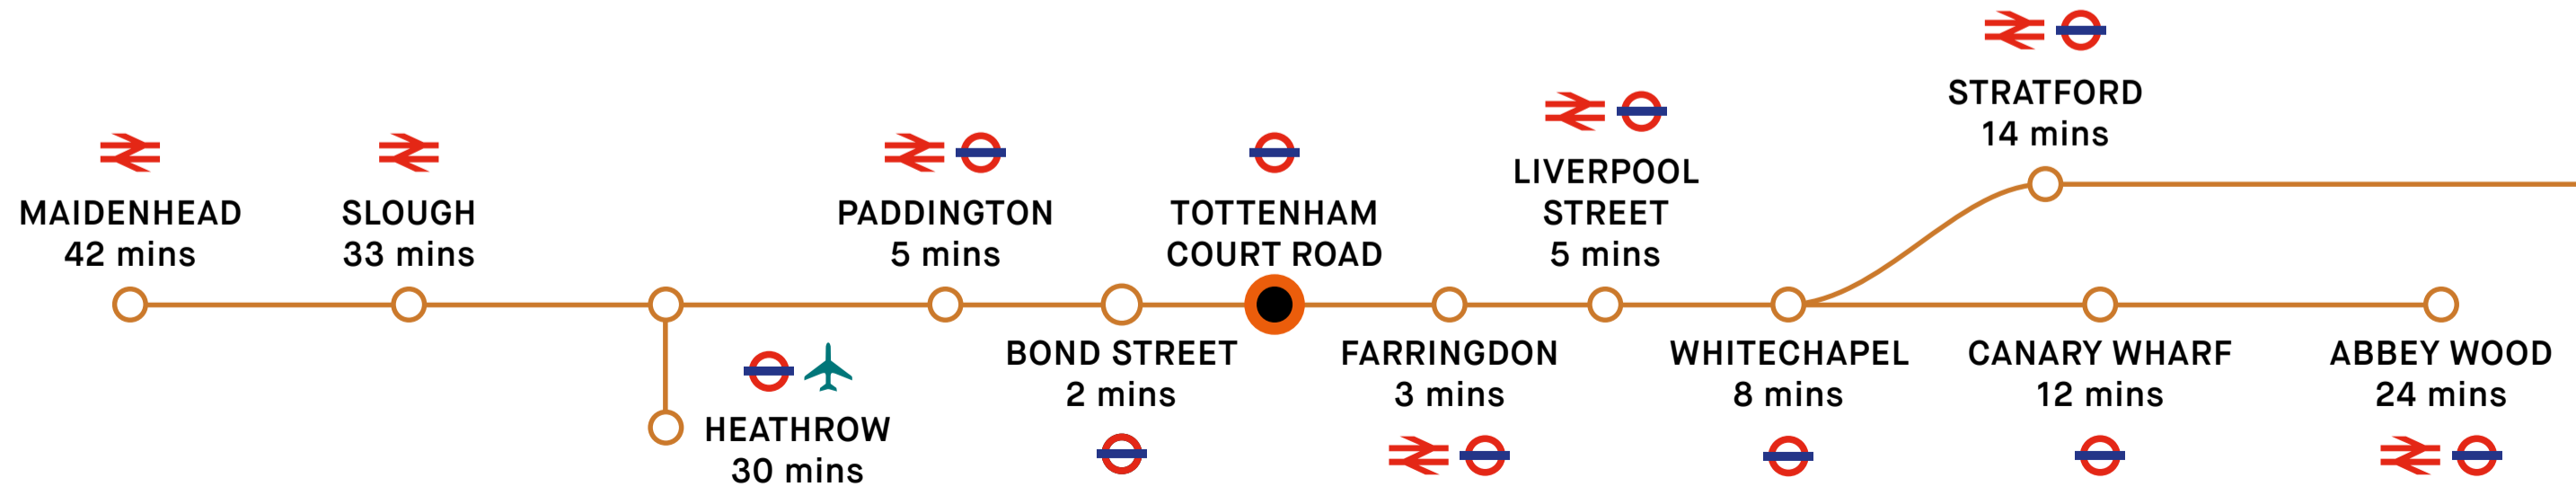 MAIDENHEAD
42 mins
SLOUGH
33 mins
HEATHROW
30 mins
PADDINGTON
5 mins
BOND STREET
2 mins
TOTTENHAM
COURT ROAD
FARRINGDON
3 mins
LIVERPOOL
STREET
5 mins
WHITECHAPEL
8 mins
STRATFORD
14 mins
CANARY WHARF
12 mins
ABBEY WOOD
24 mins